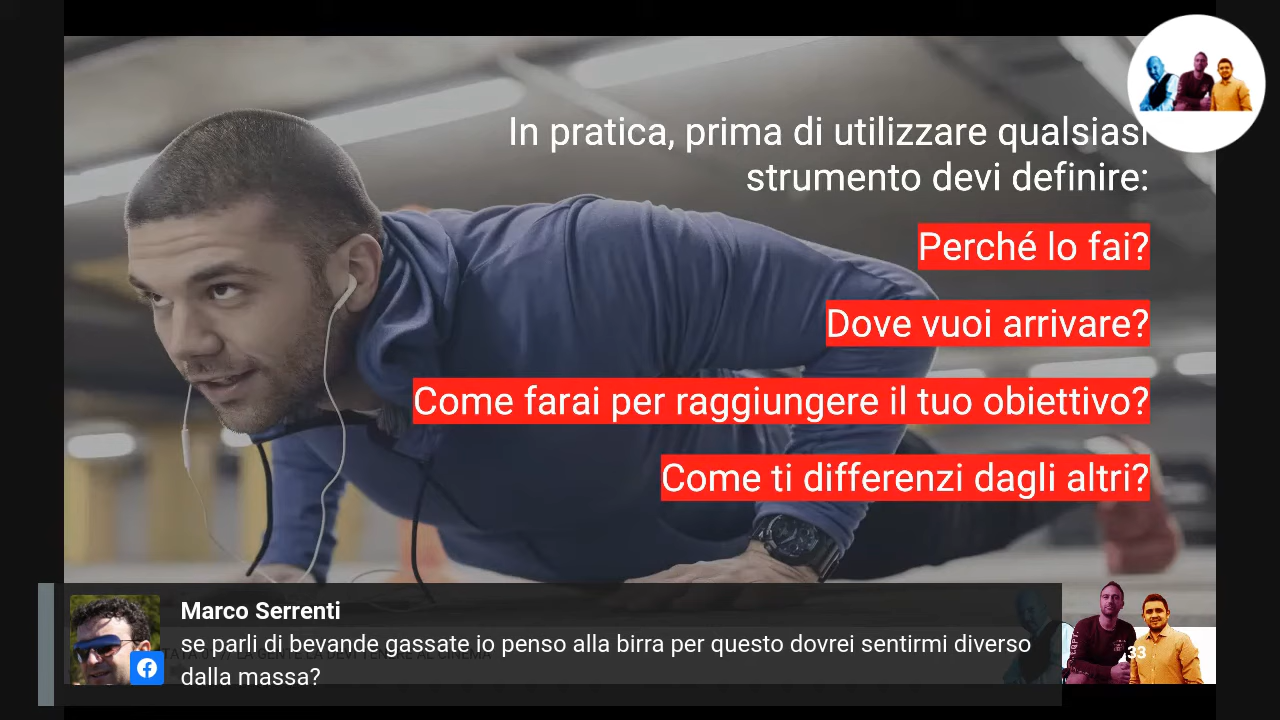 In pratica, prima di utilizzare qualsiasi
strumento devi definire:
Perché lo fai?
Dove vuoi arrivare?
Come farai per raggiungere il tuo obiettivo?
Come ti differenzi dagli altri?
Marco Serrenti
se parli di bevande gassate io penso alla birra per questo dovrei sentirmi diverso
dalla massa?
33